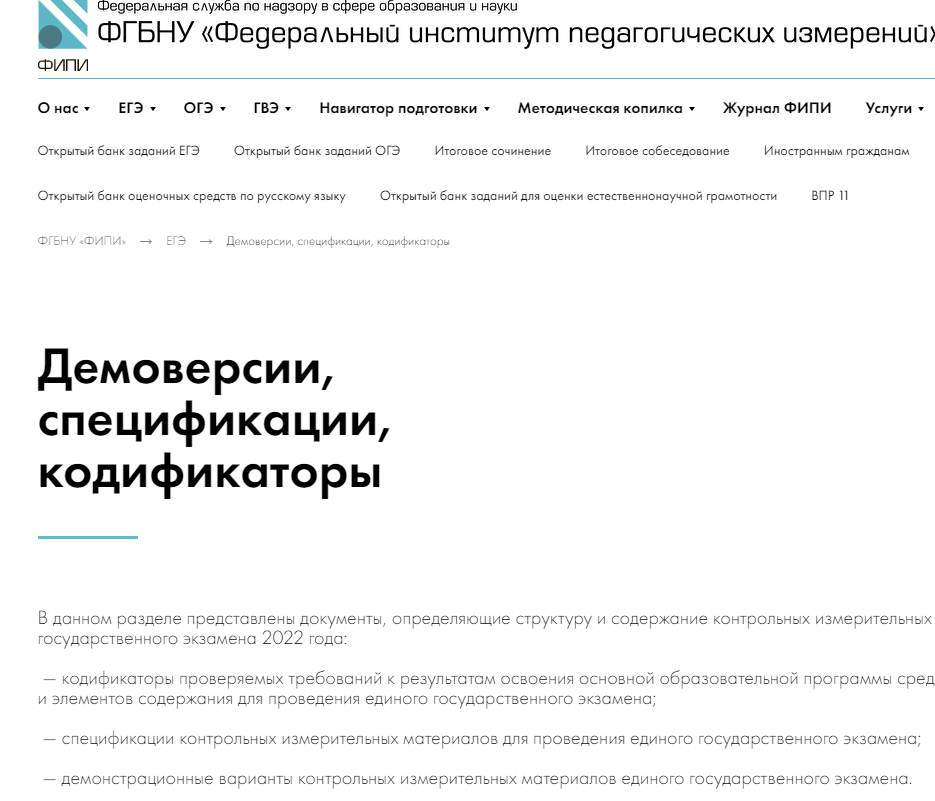 Федеральная служба по надзору в сфере образования и науки
ФГБНУ «Федеральный институт педагогических измерений»
ФИПИ
О нас ЕГЭ ОГЭ ГВЭ Навигатор подготовки Методическая копилка Журнал ФИПИ Услуги
Открытый банк заданий ЕГЭ Открытый банк заданий ОГЭ Итоговое сочинение Итоговое собеседование Иностранным гражданам
Открытый банк оценочных средств по русскому языку Открытый банк заданий для оценки естественнонаучной грамотности ВПР 11
ФГБНУ «ФИПИ» → ЕГЭ → Демоверсии, спецификации, кодификаторы
Демоверсии,
спецификации,
кодификаторы
В данном разделе представлены документы, определяющие структуру и содержание контрольных измерительных
государственного экзамена 2022 года:
— кодификаторы проверяемых требований к результатам освоения основной образовательной программы сред
и элементов содержания для проведения единого государственного экзамена;
— спецификации контрольных измерительных материалов для проведения единого государственного экзамена;
— демонстрационные варианты контрольных измерительных материалов единого государственного экзамена.